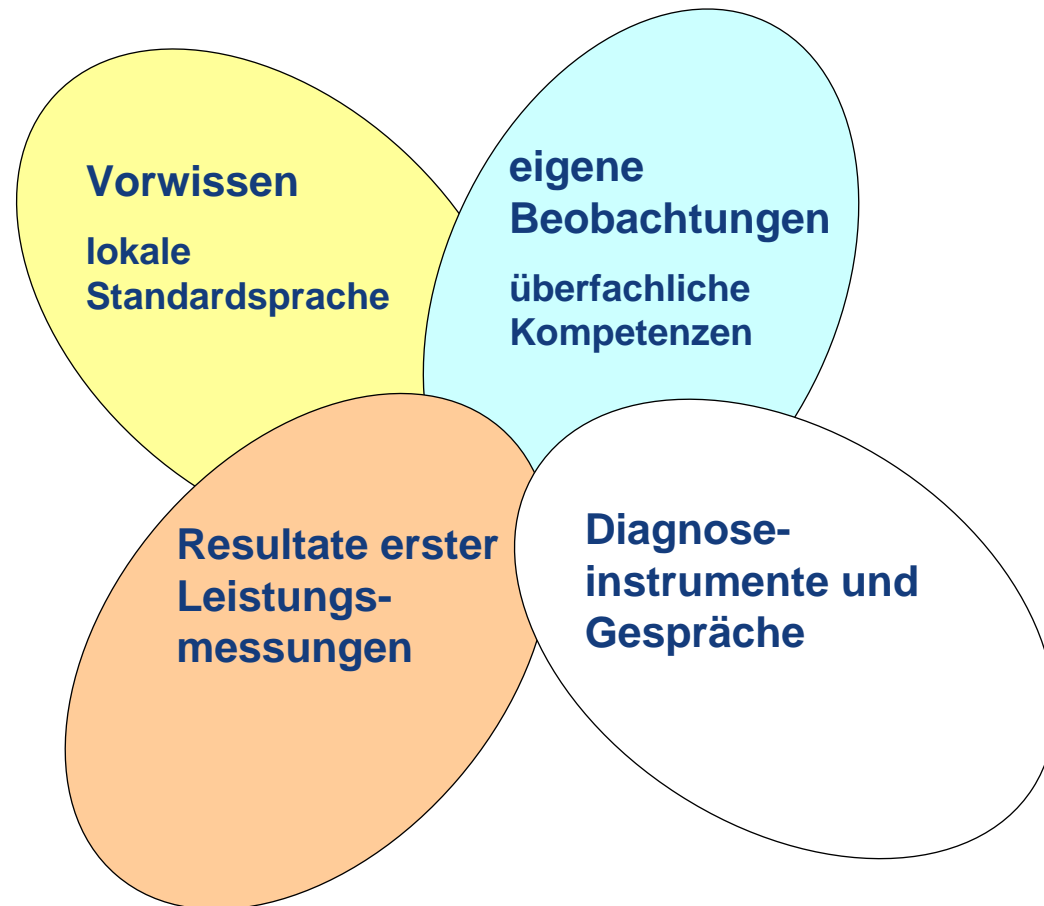 Vorwissen
lokale
Standardsprache
eigene
Beobachtungen
überfachliche
Kompetenzen
Resultate erster
Leistungs-
messungen
Diagnose-
instrumente und
Gespräche